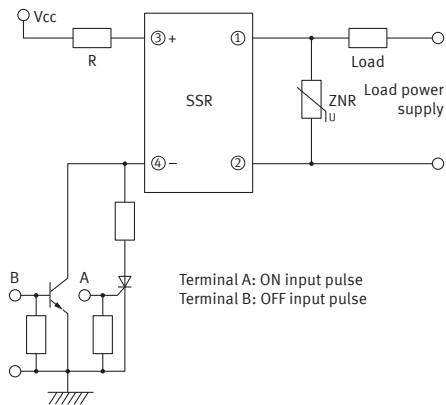 Vcc
R
③ +
①
SSR
④ −
②
Load
ZNR
U
Load power
supply
B
A
Terminal A: ON input pulse
Terminal B: OFF input pulse